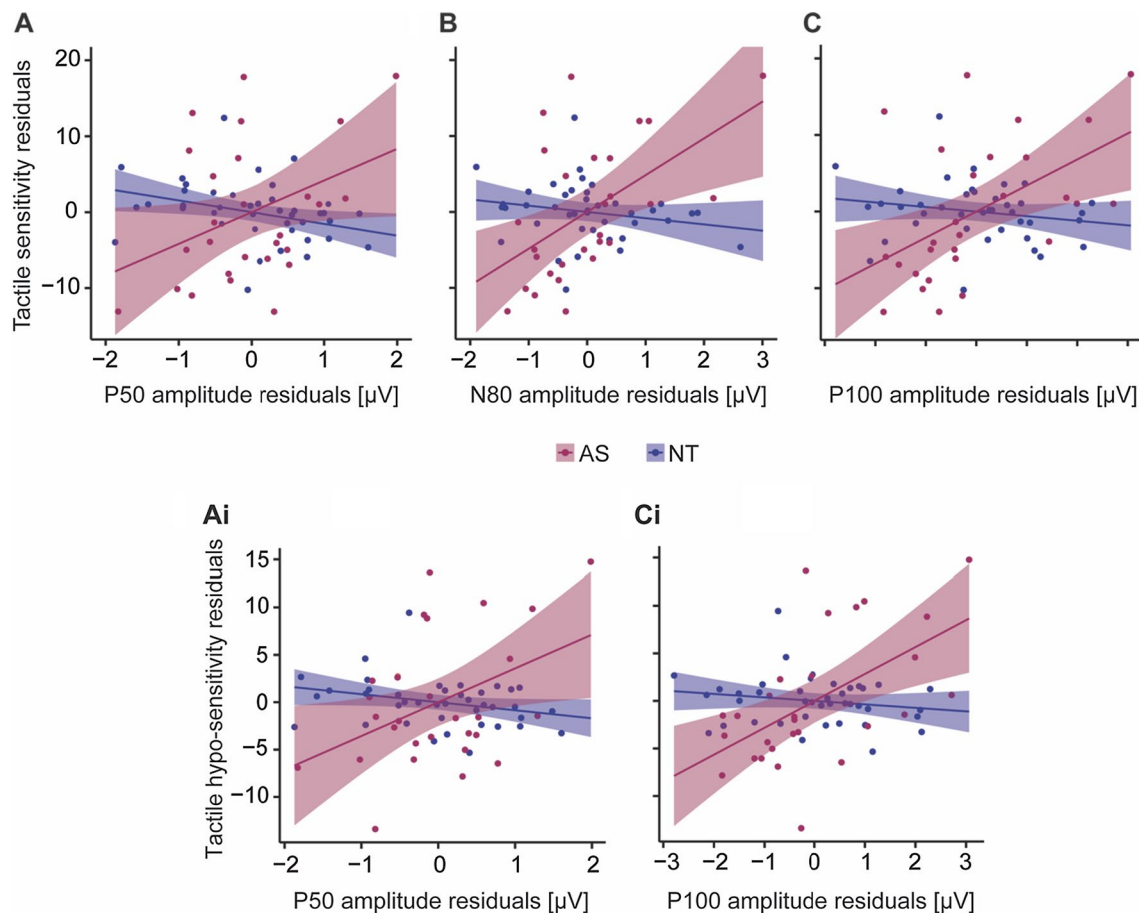 A B C
Tactile sensitivity residuals
20
10
0
−10
−2 −1 0 1 2
−2 −1 0 1 2 3
P50 amplitude residuals [µV]
N80 amplitude residuals [µV]
P100 amplitude residuals [µV]
AS NT
Ai Ci
Tactile hypo-sensitivity residuals
15
10
5
0
−5
−10
−2 −1 0 1 2
−3 −2 −1 0 1 2 3
P50 amplitude residuals [µV]
P100 amplitude residuals [µV]